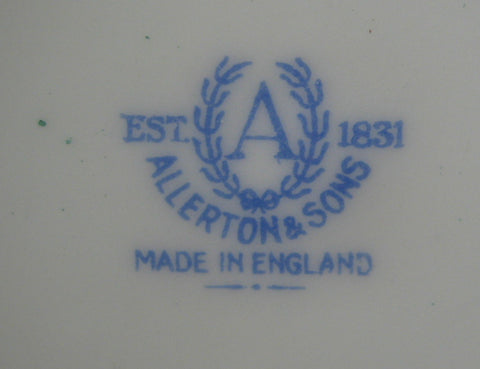 A
EST. 1831
ALLERTON & SONS
MADE IN ENGLAND